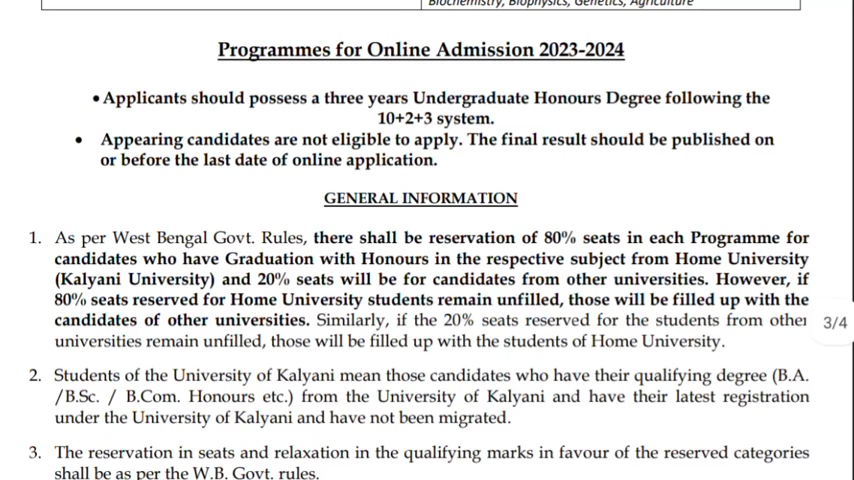 Biochemistry, Biophysics, Genetics, Agriculture
Programmes for Online Admission 2023-2024
• Applicants should possess a three years Undergraduate Honours Degree following the
10+2+3 system.
• Appearing candidates are not eligible to apply. The final result should be published on
or before the last date of online application.
GENERAL INFORMATION
1. As per West Bengal Govt. Rules, there shall be reservation of 80% seats in each Programme for
candidates who have Graduation with Honours in the respective subject from Home University
(Kalyani University) and 20% seats will be for candidates from other universities. However, if
80% seats reserved for Home University students remain unfilled, those will be filled up with the
candidates of other universities. Similarly, if the 20% seats reserved for the students from other
universities remain unfilled, those will be filled up with the students of Home University.
3/4
2. Students of the University of Kalyani mean those candidates who have their qualifying degree (B.A.
/B.Sc. / B.Com. Honours etc.) from the University of Kalyani and have their latest registration
under the University of Kalyani and have not been migrated.
3. The reservation in seats and relaxation in the qualifying marks in favour of the reserved categories
shall be as per the W.B. Govt. rules.